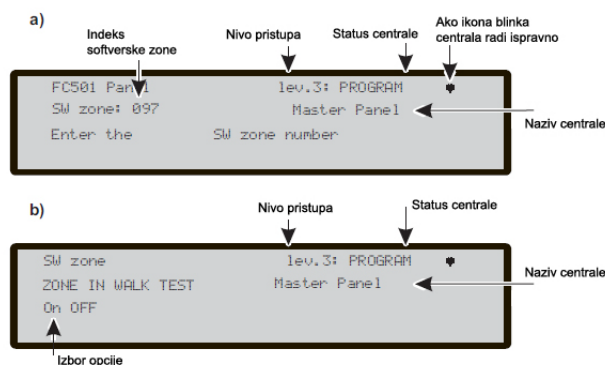 a)
Indeks softverske zone
Nivo pristupa
Status centrale
Ako ikona blinka centrala radi ispravno
FC501 Panel lev.3: PROGRAM
SW zone: 097 Master Panel
Enter the SW zone number
Naziv centrale
b)
Nivo pristupa
Status centrale
SW zone lev.3: PROGRAM
ZONE IN WALK TEST Master Panel
On OFF
Naziv centrale
Izbor opcije